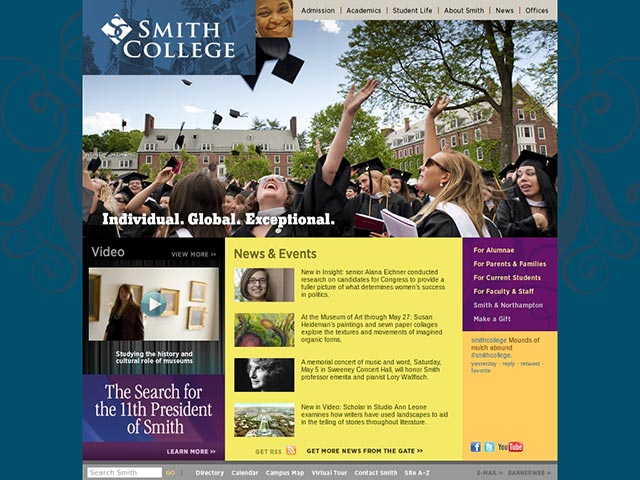 SMITH COLLEGE
Admission | Academics | Student Life | About Smith | News | Offices
Individual. Global. Exceptional.
Video
VIEW MORE >>
Studying the history and
cultural role of museums
The Search for
the 11th President
of Smith
LEARN MORE >>
News & Events
New in Insight: senior Alana Eichner conducted
research on candidates for Congress to provide a
fuller picture of what determines women's success
in politics.
At the Museum of Art through May 27: Susan
Heideman's paintings and sewn paper collages
explore the textures and movements of imagined
organic forms.
A memorial concert of music and word, Saturday,
May 5 in Sweeney Concert Hall, will honor Smith
professor emerita and pianist Lory Wallfisch.
New in Video: Scholar in Studio Ann Leone
examines how writers have used landscapes to aid
in the telling of stories throughout literature.
GET RSS
GET MORE NEWS FROM THE GATE >>
For Alumnae
For Parents & Families
For Current Students
For Faculty & Staff
Smith & Northampton
Make a Gift
smithcollege Mounds of
mulch abound
#smithcollege.
yesterday · reply · retweet ·
favorite
f t YouTube
Search Smith GO | Directory Calendar Campus Map Virtual Tour Contact Smith Site A–Z E-MAIL >> BANNERWEB >>